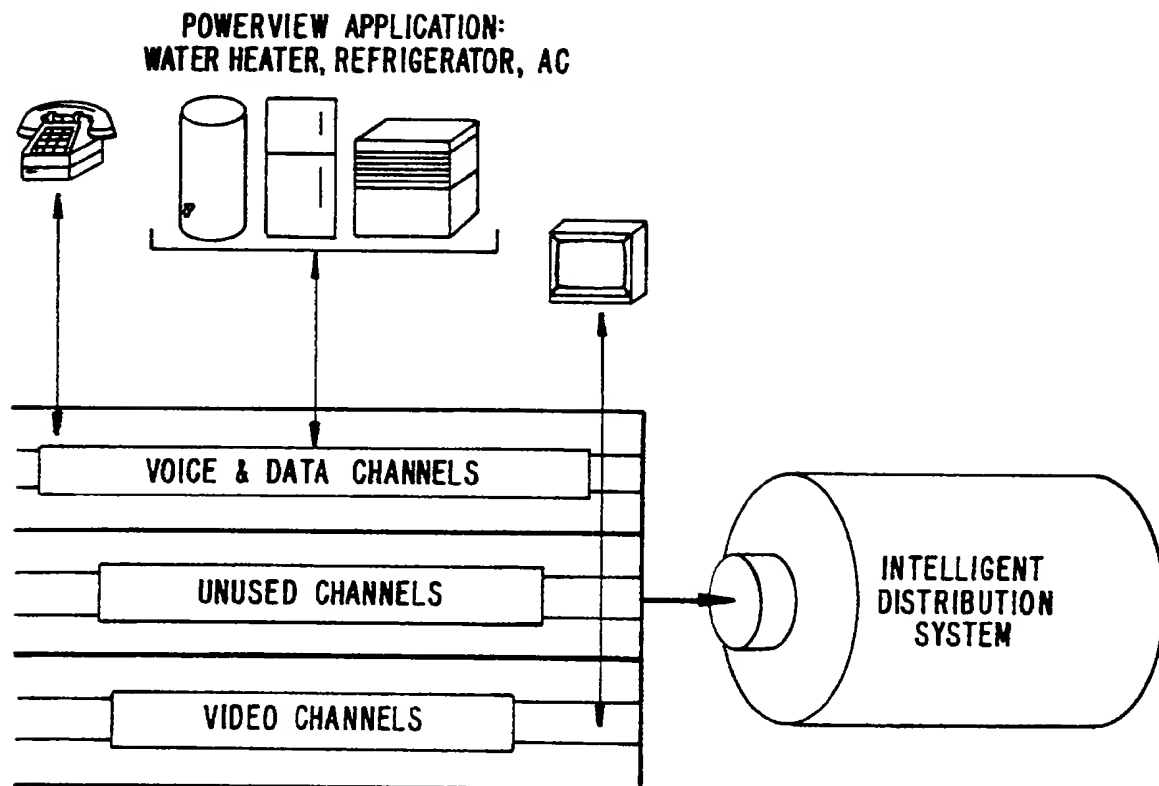 POWERVIEW APPLICATION:
WATER HEATER, REFRIGERATOR, AC
VOICE & DATA CHANNELS
UNUSED CHANNELS
VIDEO CHANNELS
INTELLIGENT
DISTRIBUTION
SYSTEM